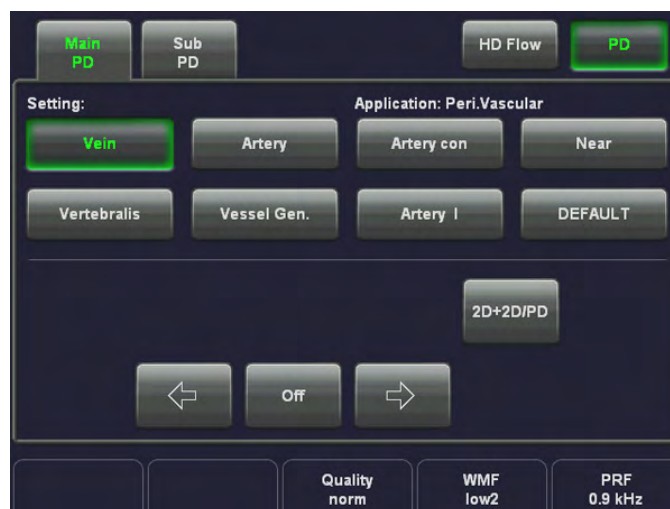 Main PD
Sub PD
HD Flow
PD
Setting:
Application: Peri.Vascular
Vein
Artery
Artery con
Near
Vertebralis
Vessel Gen.
Artery I
DEFAULT
2D+2D/PD
Off
Quality norm
WMF low2
PRF 0.9 kHz